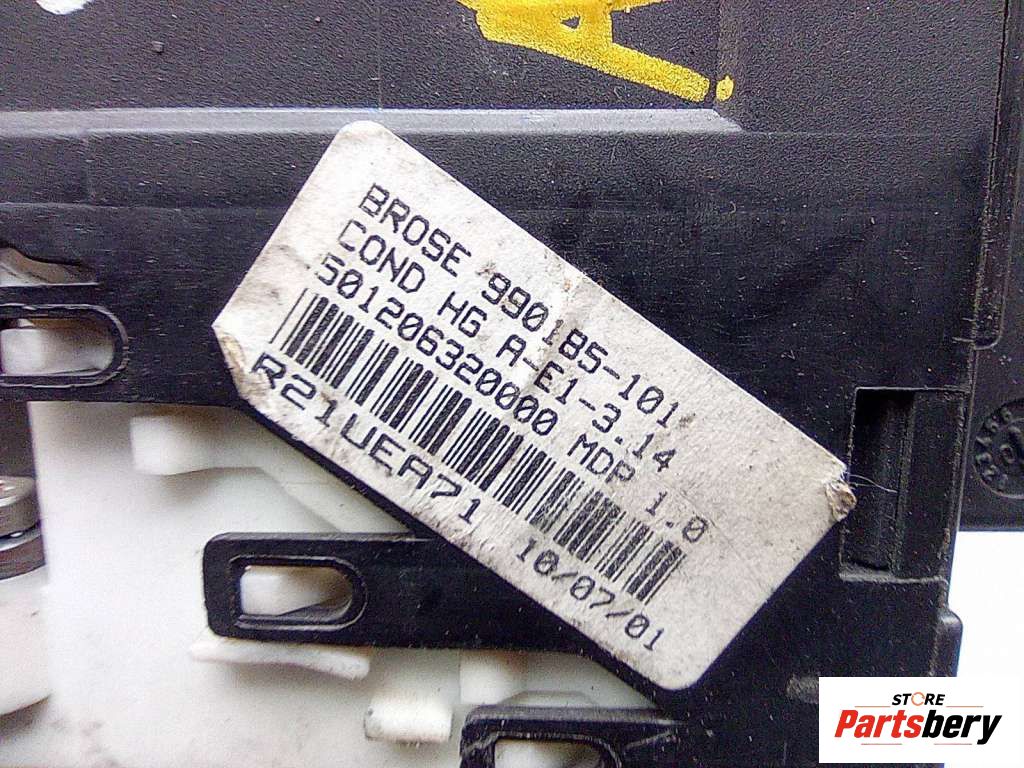 BROSE 990185-101
COND HG A-E1-3.14
501206320000 MDP 1.0
R21UEA71 10/07/01
STORE
Partsbery